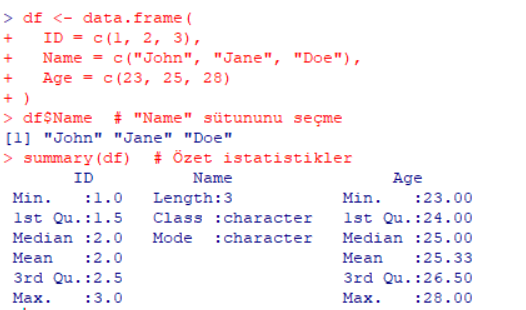 > df <- data.frame(
+   ID = c(1, 2, 3),
+   Name = c("John", "Jane", "Doe"),
+   Age = c(23, 25, 28)
+ )
> df$Name  # "Name" sütununu seçme
[1] "John" "Jane" "Doe"
> summary(df)  # Özet istatistikler
       ID          Name                Age
 Min.   :1.0   Length:3           Min.   :23.00
 1st Qu.:1.5   Class :character   1st Qu.:24.00
 Median :2.0   Mode  :character   Median :25.00
 Mean   :2.0                      Mean   :25.33
 3rd Qu.:2.5                      3rd Qu.:26.50
 Max.   :3.0                      Max.   :28.00